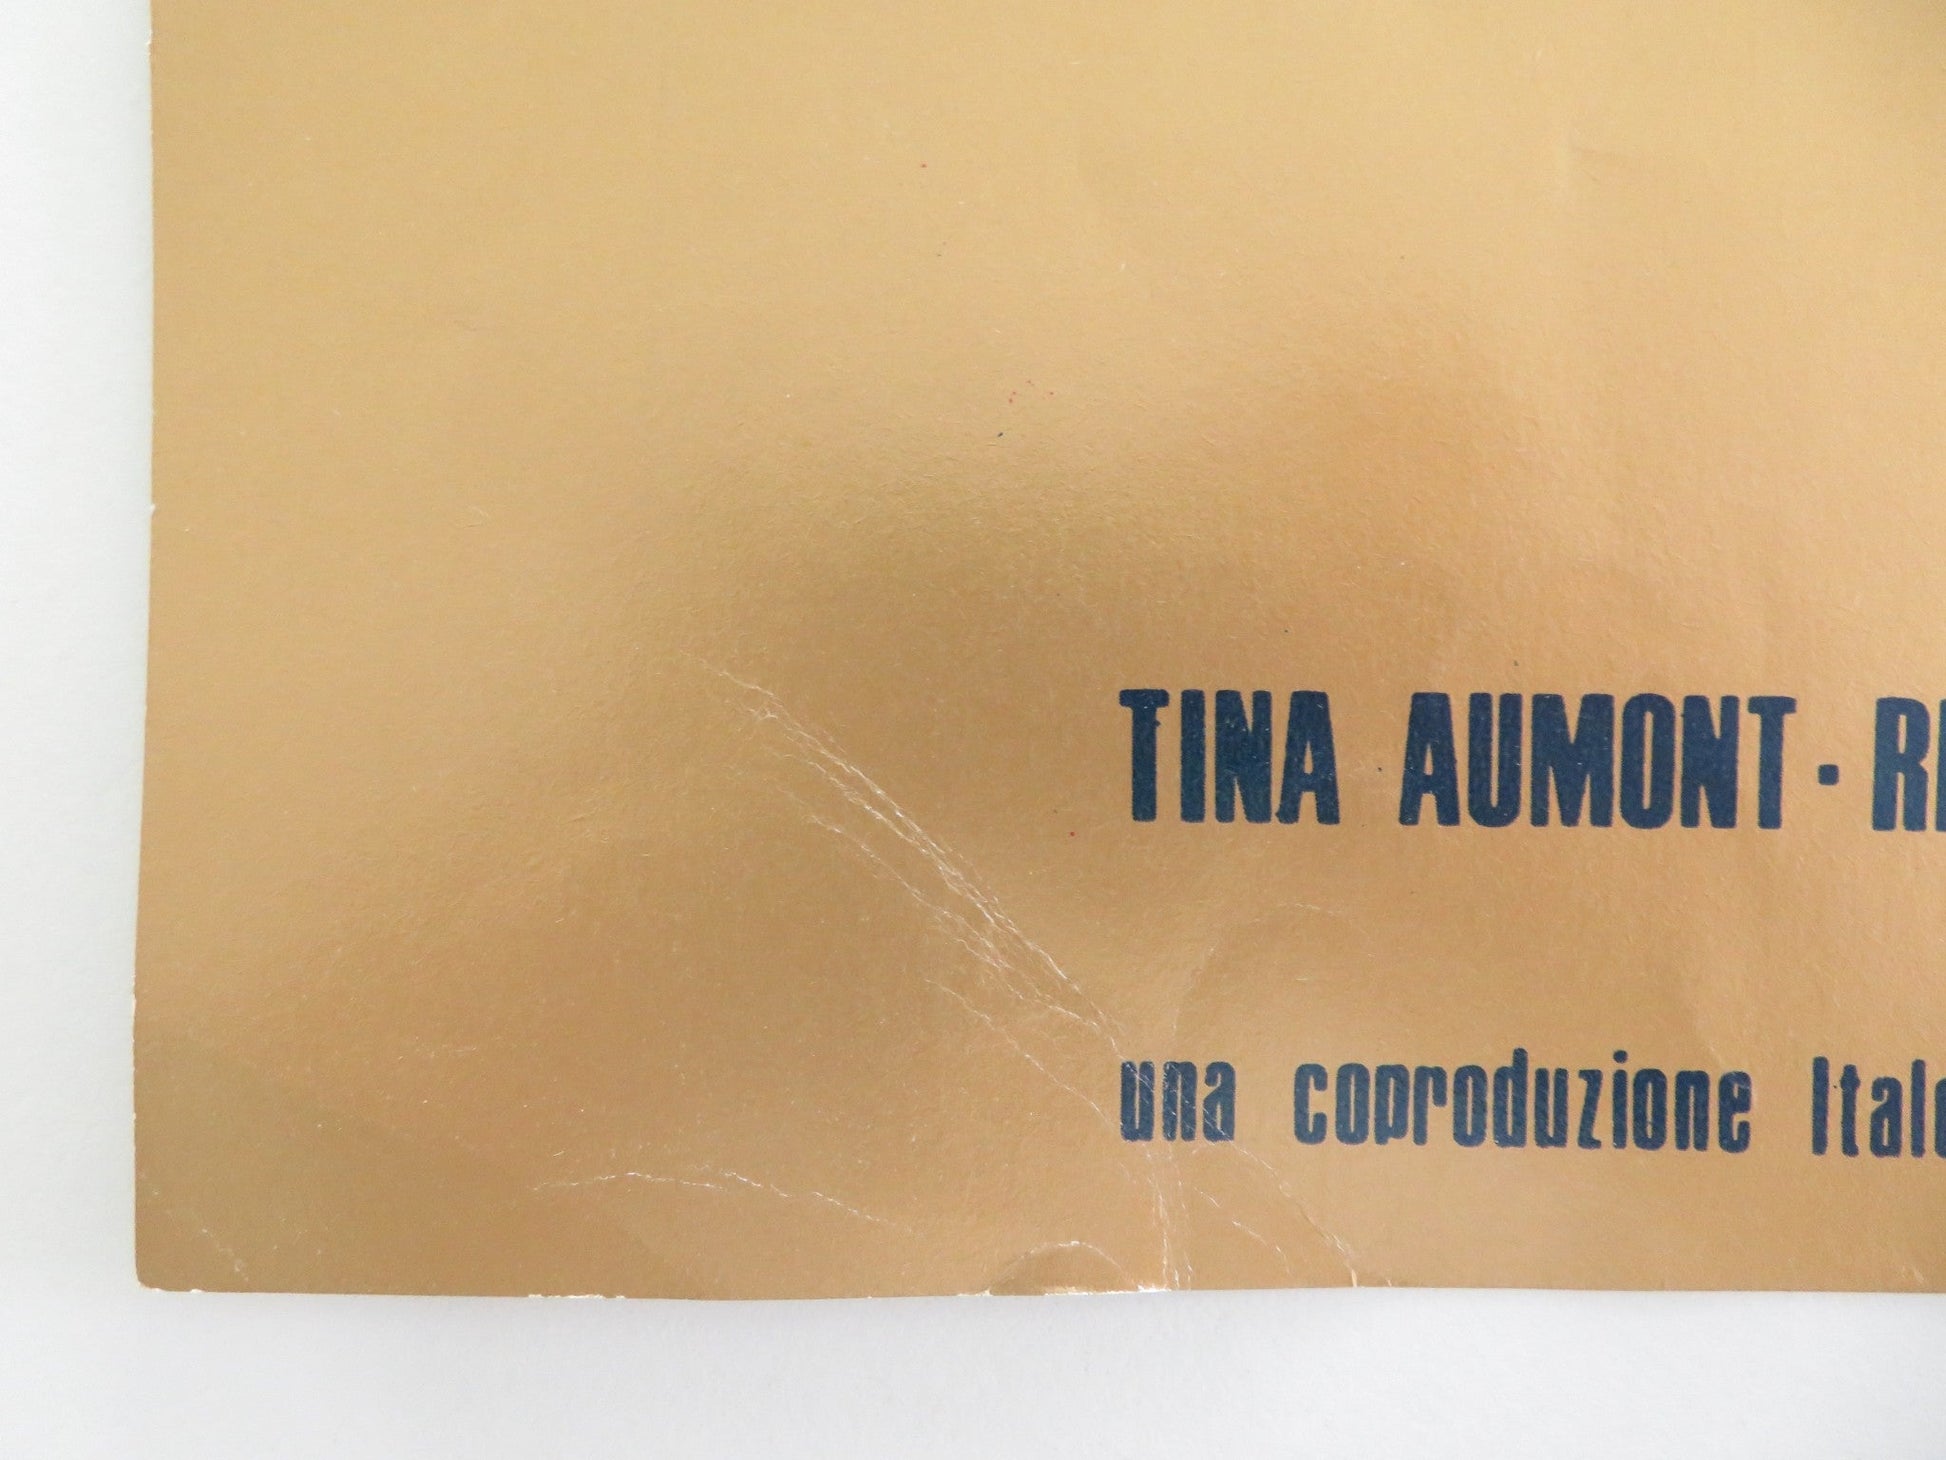 TINA AUMONT ·
una coproduzione